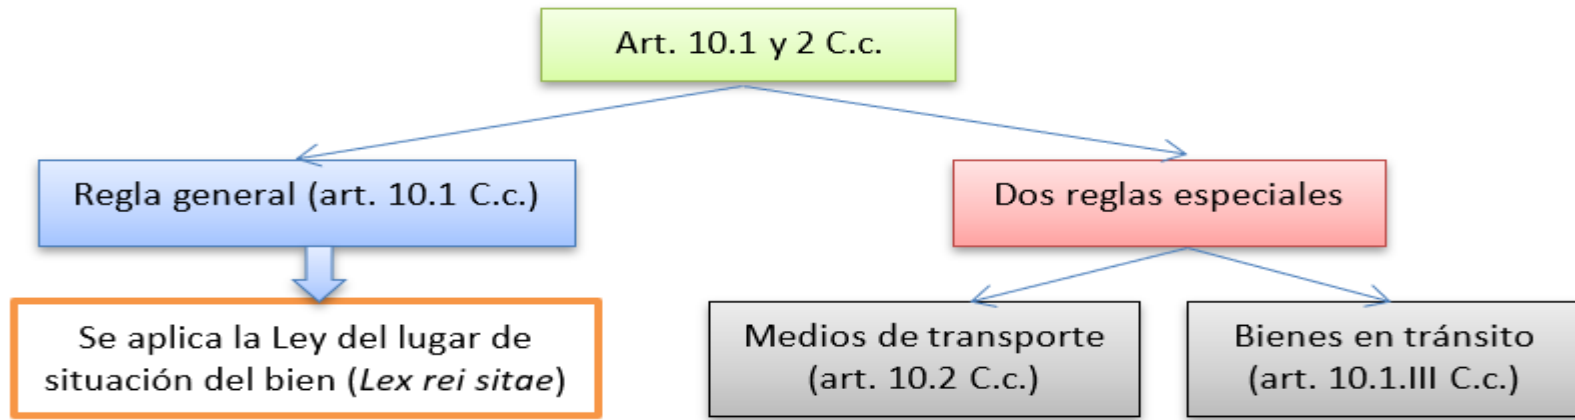 Art. 10.1 y 2 C.c.
Regla general (art. 10.1 C.c.)
Dos reglas especiales
Se aplica la Ley del lugar de
situación del bien (Lex rei sitae)
Medios de transporte
(art. 10.2 C.c.)
Bienes en tránsito
(art. 10.1.III C.c.)